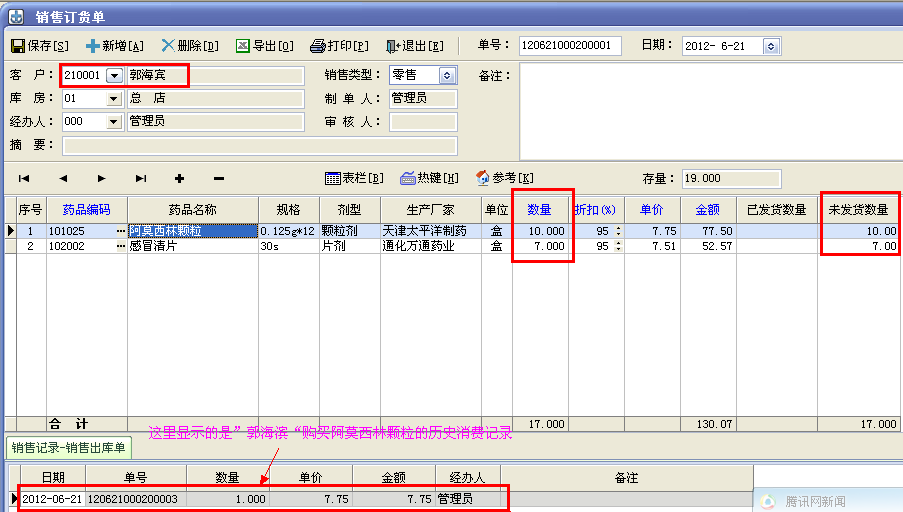 销售订货单
保存[S] 新增[A] 删除[D] 导出[O] 打印[P] 退出[E] 单号： 120621000200001 日期： 2012- 6-21
客 户： 210001 郭海宾 销售类型： 零售 备注：
库 房： 01 总 店 制 单 人： 管理员
经办人： 000 管理员 审 核 人：
摘 要：
表栏[B] 热键[H] 参考[K] 存量： 19.000
序号 药品编码 药品名称 规格 剂型 生产厂家 单位 数量 折扣(%) 单价 金额 已发货数量 未发货数量
1 101025 阿莫西林颗粒 0.125g*12 颗粒剂 天津太平洋制药 盒 10.000 95 7.75 77.50 10.00
2 102002 感冒清片 30s 片剂 通化万通药业 盒 7.000 95 7.51 52.57 7.00
合 计 17.000 130.07 17.000
这里显示的是”郭海滨“购买阿莫西林颗粒的历史消费记录
销售记录-销售出库单
日期 单号 数量 单价 金额 经办人 备注
2012-06-21 120621000200003 1.000 7.75 7.75 管理员
腾讯网新闻